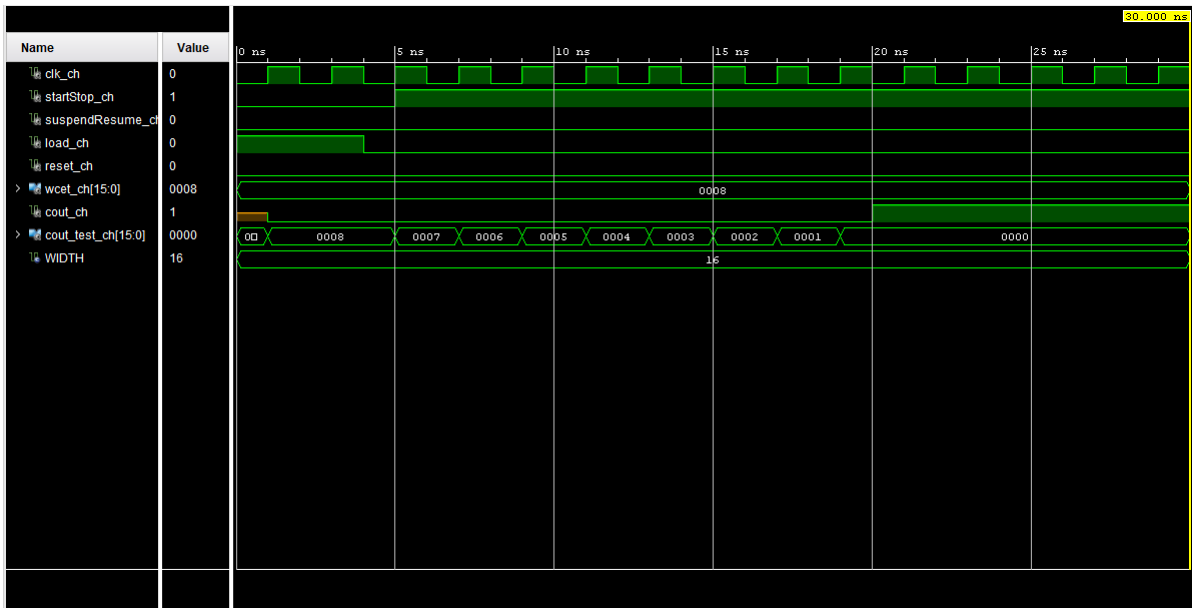 30.000 ns
Name Value
0 ns 5 ns 10 ns 15 ns 20 ns 25 ns
clk_ch 0
startStop_ch 1
suspendResume_ch 0
load_ch 0
reset_ch 0
wcet_ch[15:0] 0008 0008
cout_ch 1
cout_test_ch[15:0] 0000 0008 0007 0006 0005 0004 0003 0002 0001 0000
WIDTH 16 16